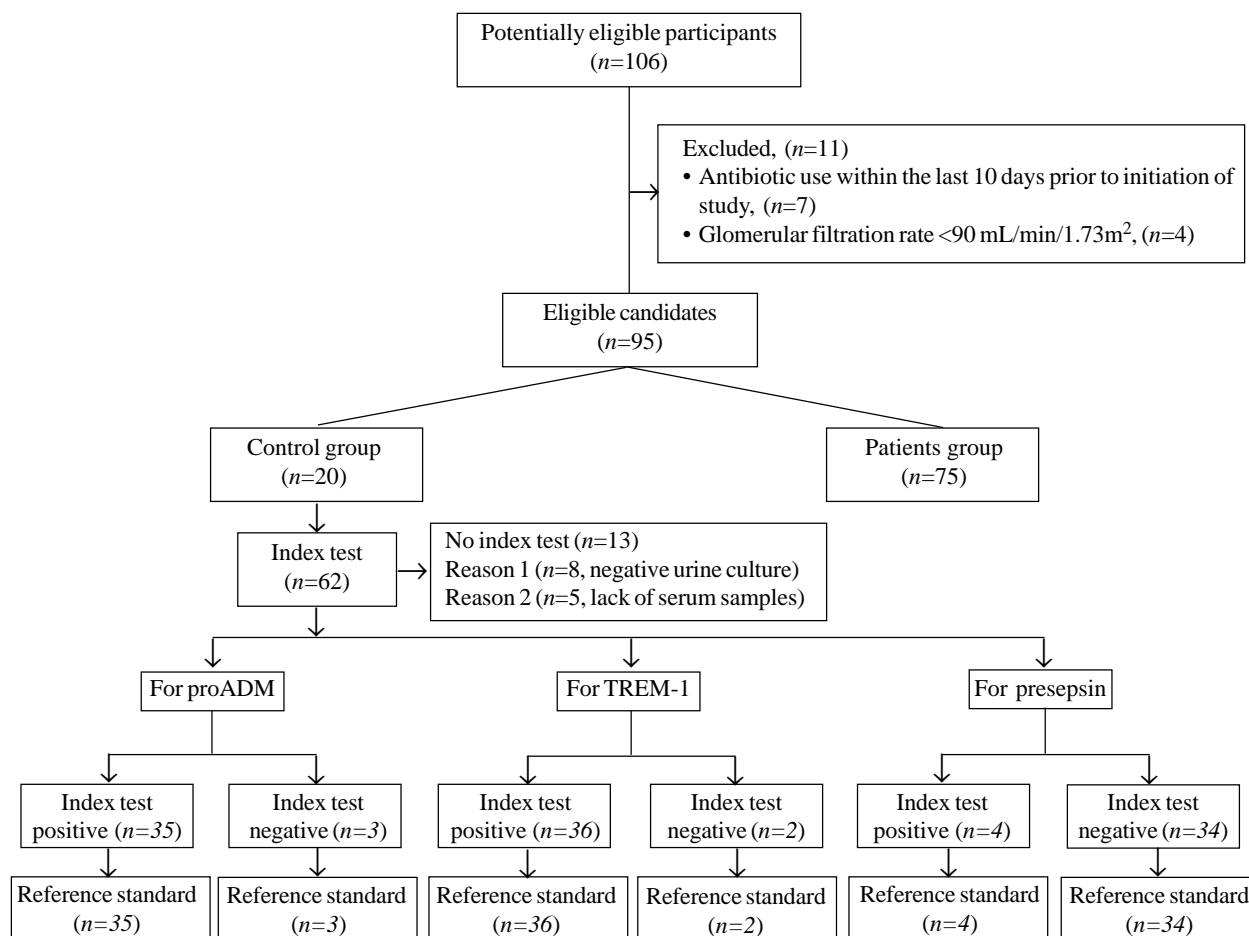 Potentially eligible participants
(n=106)
Excluded, (n=11)
• Antibiotic use within the last 10 days prior to initiation of
study, (n=7)
• Glomerular filtration rate <90 mL/min/1.73m², (n=4)
Eligible candidates
(n=95)
Control group
(n=20)
Patients group
(n=75)
Index test
(n=62)
No index test (n=13)
Reason 1 (n=8, negative urine culture)
Reason 2 (n=5, lack of serum samples)
For proADM
For TREM-1
For presepsin
Index test
positive (n=35)
Index test
negative (n=3)
Index test
positive (n=36)
Index test
negative (n=2)
Index test
positive (n=4)
Index test
negative (n=34)
Reference standard
(n=35)
Reference standard
(n=3)
Reference standard
(n=36)
Reference standard
(n=2)
Reference standard
(n=4)
Reference standard
(n=34)